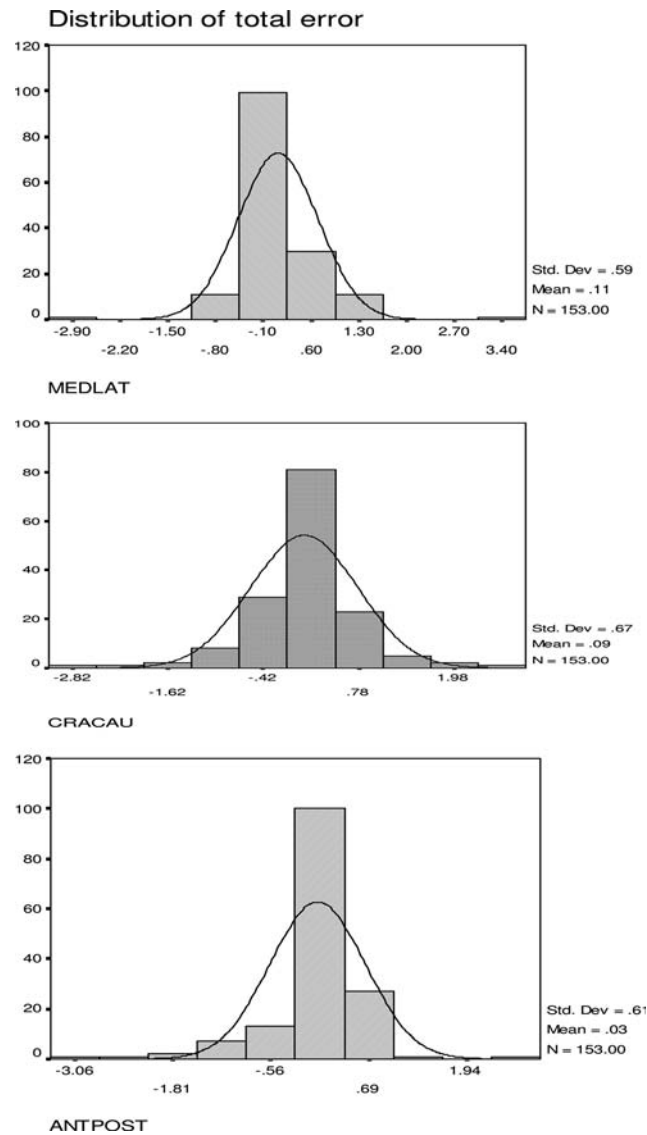 Distribution of total error
120
100
80
60
40
20
0
-2.90 -1.50 -.10 1.30 2.70
-2.20 -.80 .60 2.00 3.40
Std. Dev = .59
Mean = .11
N = 153.00
MEDLAT
100
80
60
40
20
0
-2.82 -.42 1.98
-1.62 .78
Std. Dev = .67
Mean = .09
N = 153.00
CRACAU
120
100
80
60
40
20
0
-3.06 -.56 1.94
-1.81 .69
Std. Dev = .61
Mean = .03
N = 153.00
ANTPOST